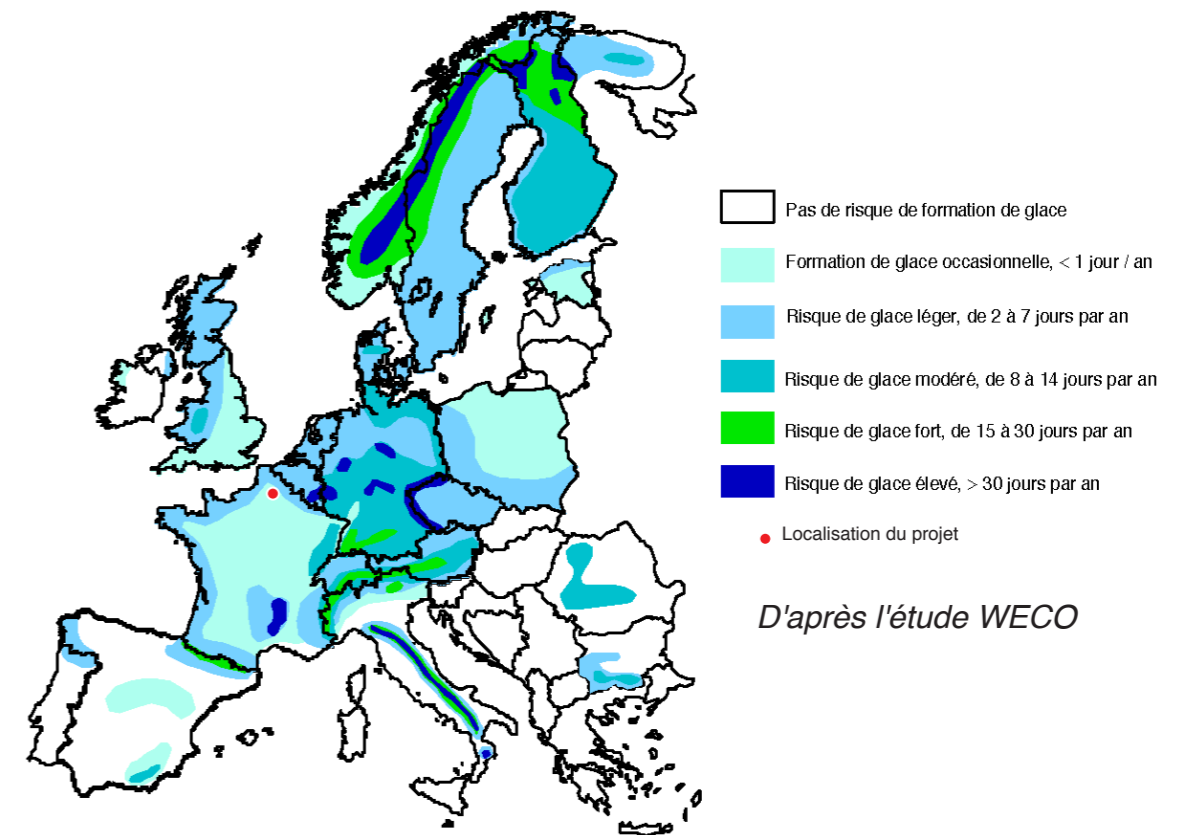 Pas de risque de formation de glace
Formation de glace occasionnelle, < 1 jour / an
Risque de glace léger, de 2 à 7 jours par an
Risque de glace modéré, de 8 à 14 jours par an
Risque de glace fort, de 15 à 30 jours par an
Risque de glace élevé, > 30 jours par an
Localisation du projet
D'après l'étude WECO